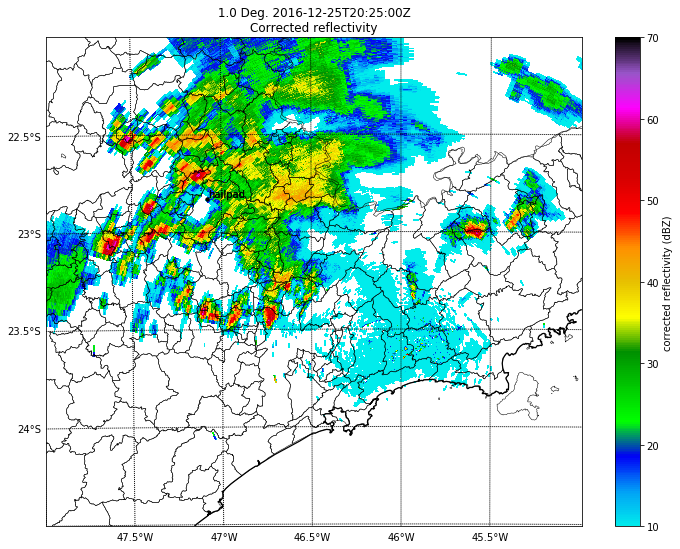 1.0 Deg. 2016-12-25T20:25:00Z
Corrected reflectivity
22.5°S
23°S
23.5°S
24°S
47.5°W
47°W
46.5°W
46°W
45.5°W
hailpad
70
60
50
40
30
20
10
corrected reflectivity (dBZ)